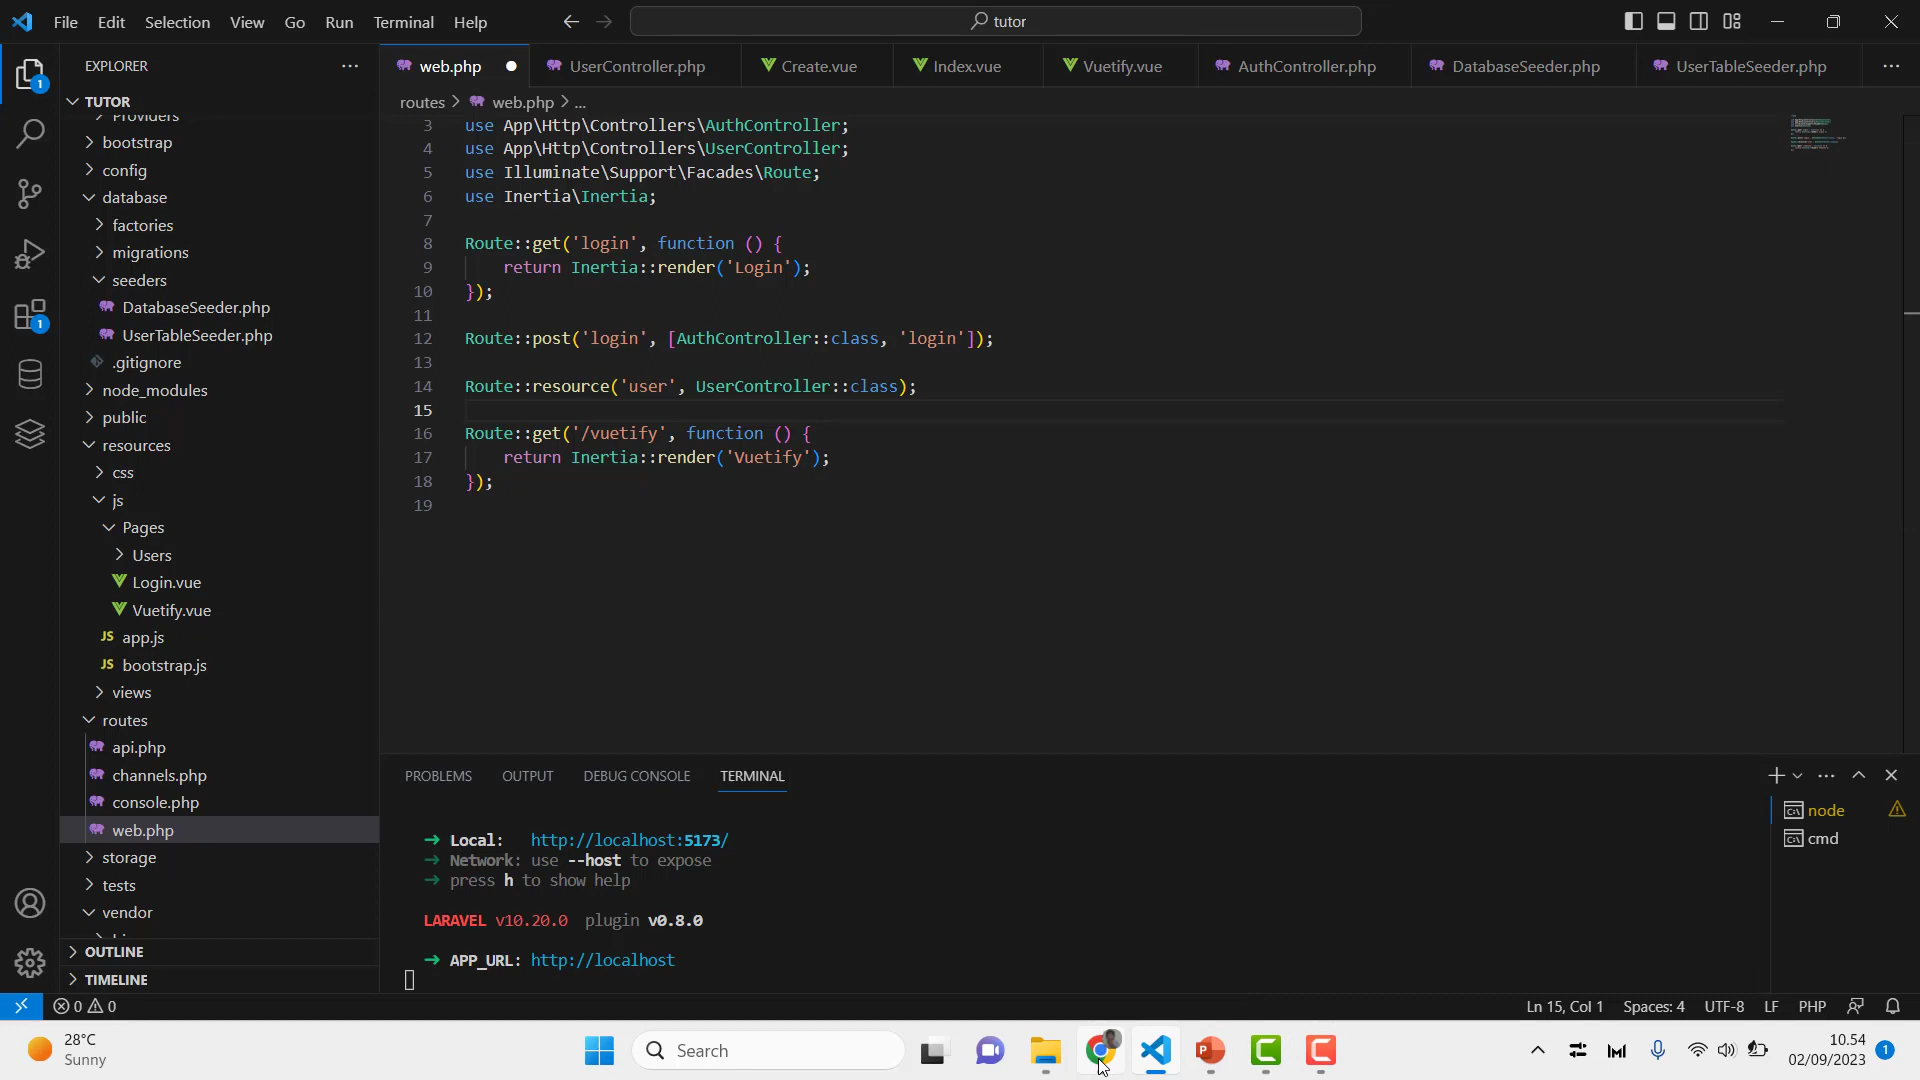 File Edit Selection View Go Run Terminal Help
tutor
EXPLORER
web.php
UserController.php
Create.vue
Index.vue
Vuetify.vue
AuthController.php
DatabaseSeeder.php
UserTableSeeder.php
routes > web.php > ...
TUTOR
Providers
bootstrap
config
database
factories
migrations
seeders
DatabaseSeeder.php
UserTableSeeder.php
.gitignore
node_modules
public
resources
css
js
Pages
Users
Login.vue
Vuetify.vue
JS app.js
JS bootstrap.js
views
routes
api.php
channels.php
console.php
web.php
storage
tests
vendor
OUTLINE
TIMELINE
3 use App\Http\Controllers\AuthController;
4 use App\Http\Controllers\UserController;
5 use Illuminate\Support\Facades\Route;
6 use Inertia\Inertia;
7
8 Route::get('login', function () {
9 return Inertia::render('Login');
10 });
11
12 Route::post('login', [AuthController::class, 'login']);
13
14 Route::resource('user', UserController::class);
15
16 Route::get('/vuetify', function () {
17 return Inertia::render('Vuetify');
18 });
19
PROBLEMS OUTPUT DEBUG CONSOLE TERMINAL
➜ Local: http://localhost:5173/
➜ Network: use --host to expose
➜ press h to show help
LARAVEL v10.20.0 plugin v0.8.0
➜ APP_URL: http://localhost
node
cmd
0 0
Ln 15, Col 1 Spaces: 4 UTF-8 LF PHP
28°C
Sunny
Search
10.54
02/09/2023
1